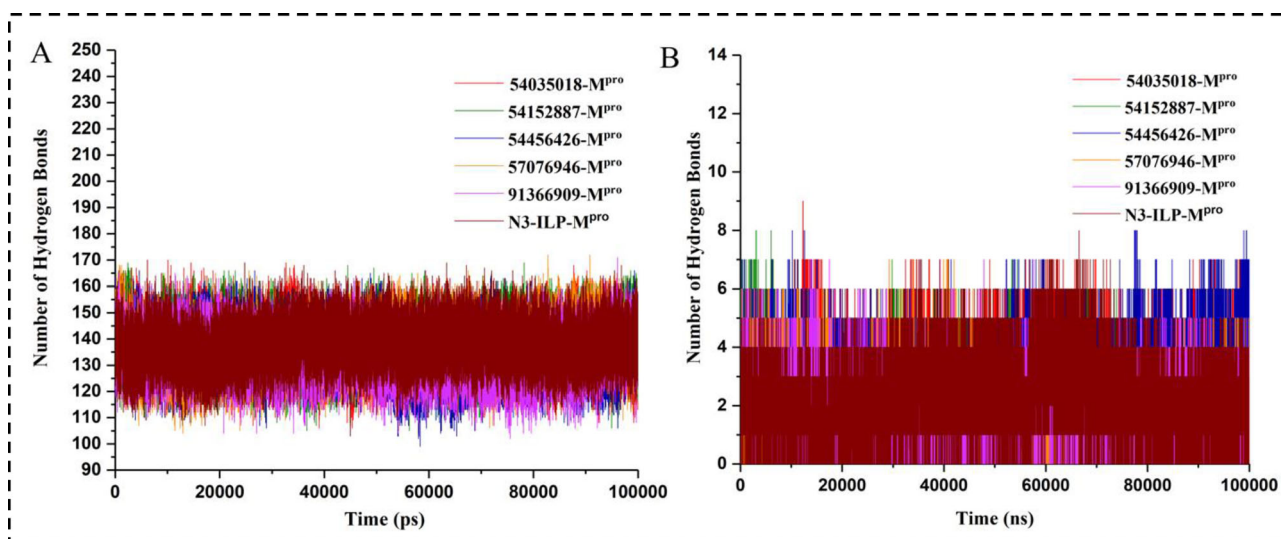 A
Number of Hydrogen Bonds
250
240
230
220
210
200
190
180
170
160
150
140
130
120
110
100
90
54035018-Mpro
54152887-Mpro
54456426-Mpro
57076946-Mpro
91366909-Mpro
N3-ILP-Mpro
0 20000 40000 60000 80000 100000
Time (ps)
B
Number of Hydrogen Bonds
14
12
10
8
6
4
2
0
54035018-Mpro
54152887-Mpro
54456426-Mpro
57076946-Mpro
91366909-Mpro
N3-ILP-Mpro
0 20000 40000 60000 80000 100000
Time (ns)